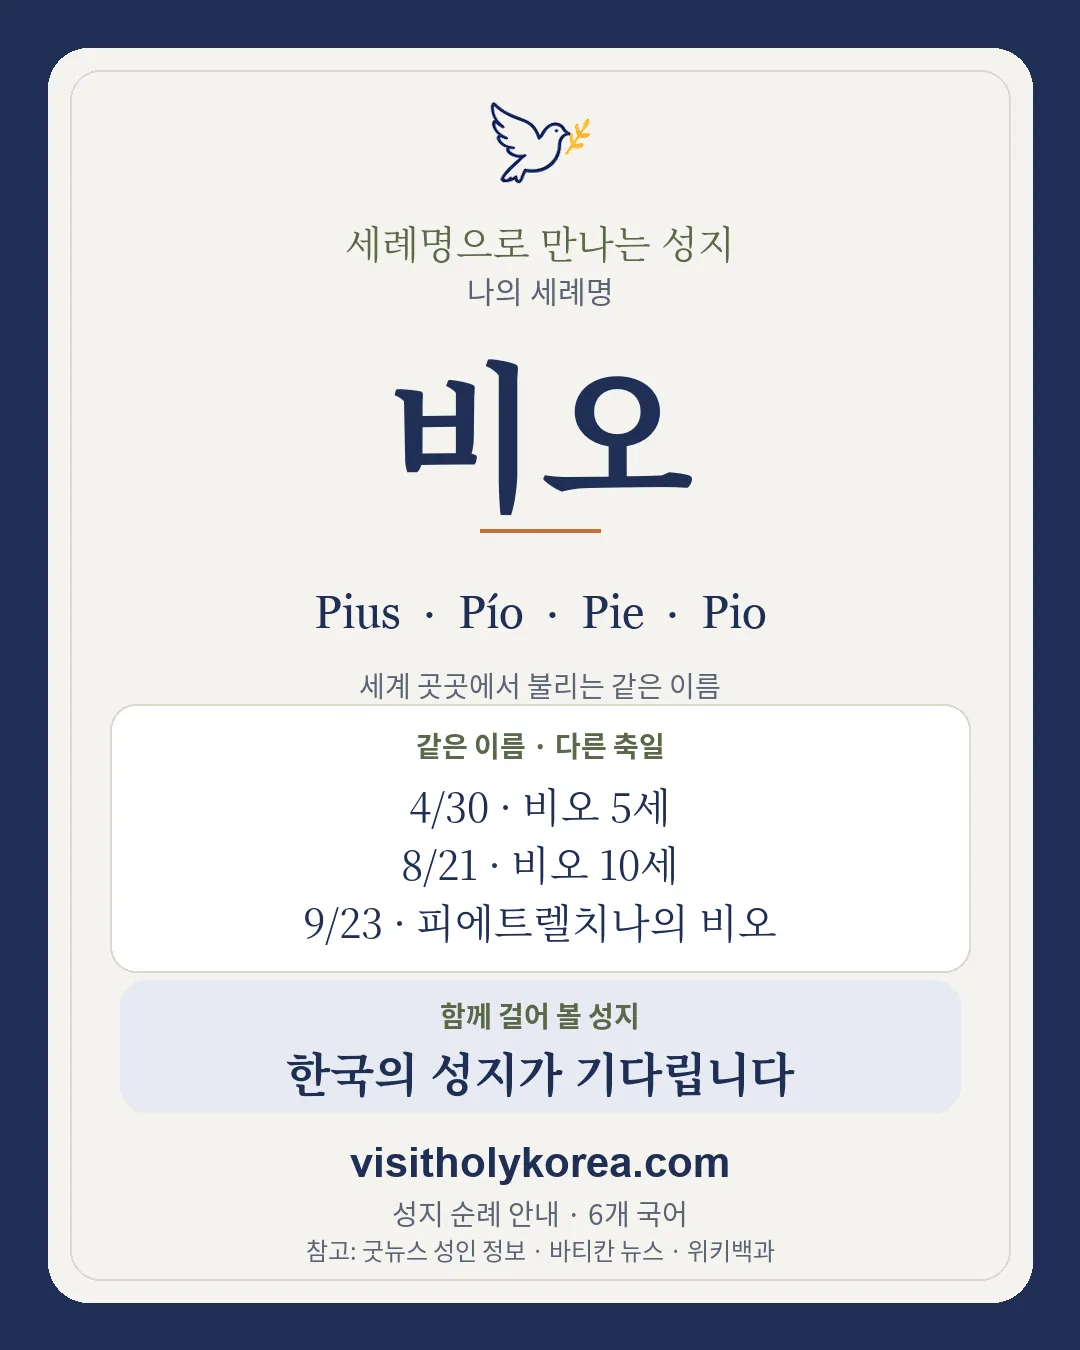 세례명으로 만나는 성지
나의 세례명
비오
Pius · Pío · Pie · Pio
세계 곳곳에서 불리는 같은 이름
같은 이름 · 다른 축일
4/30 · 비오 5세
8/21 · 비오 10세
9/23 · 피에트렐치나의 비오
함께 걸어 볼 성지
한국의 성지가 기다립니다
visitholykorea.com
성지 순례 안내 · 6개 국어
참고: 굿뉴스 성인 정보 · 바티칸 뉴스 · 위키백과